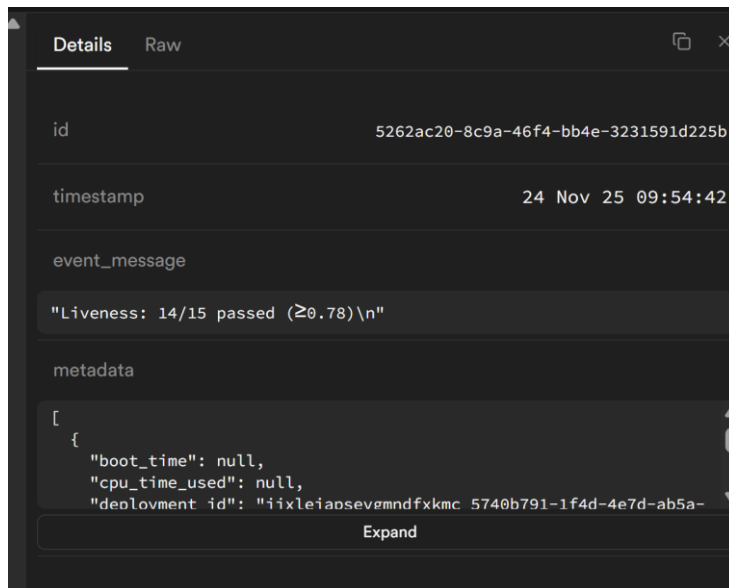 Details Raw
id 5262ac20-8c9a-46f4-bb4e-3231591d225b
timestamp 24 Nov 25 09:54:42
event_message
"Liveness: 14/15 passed (≥0.78)\n"
metadata
[
{
"boot_time": null,
"cpu_time_used": null,
"deployment_id":
Expand